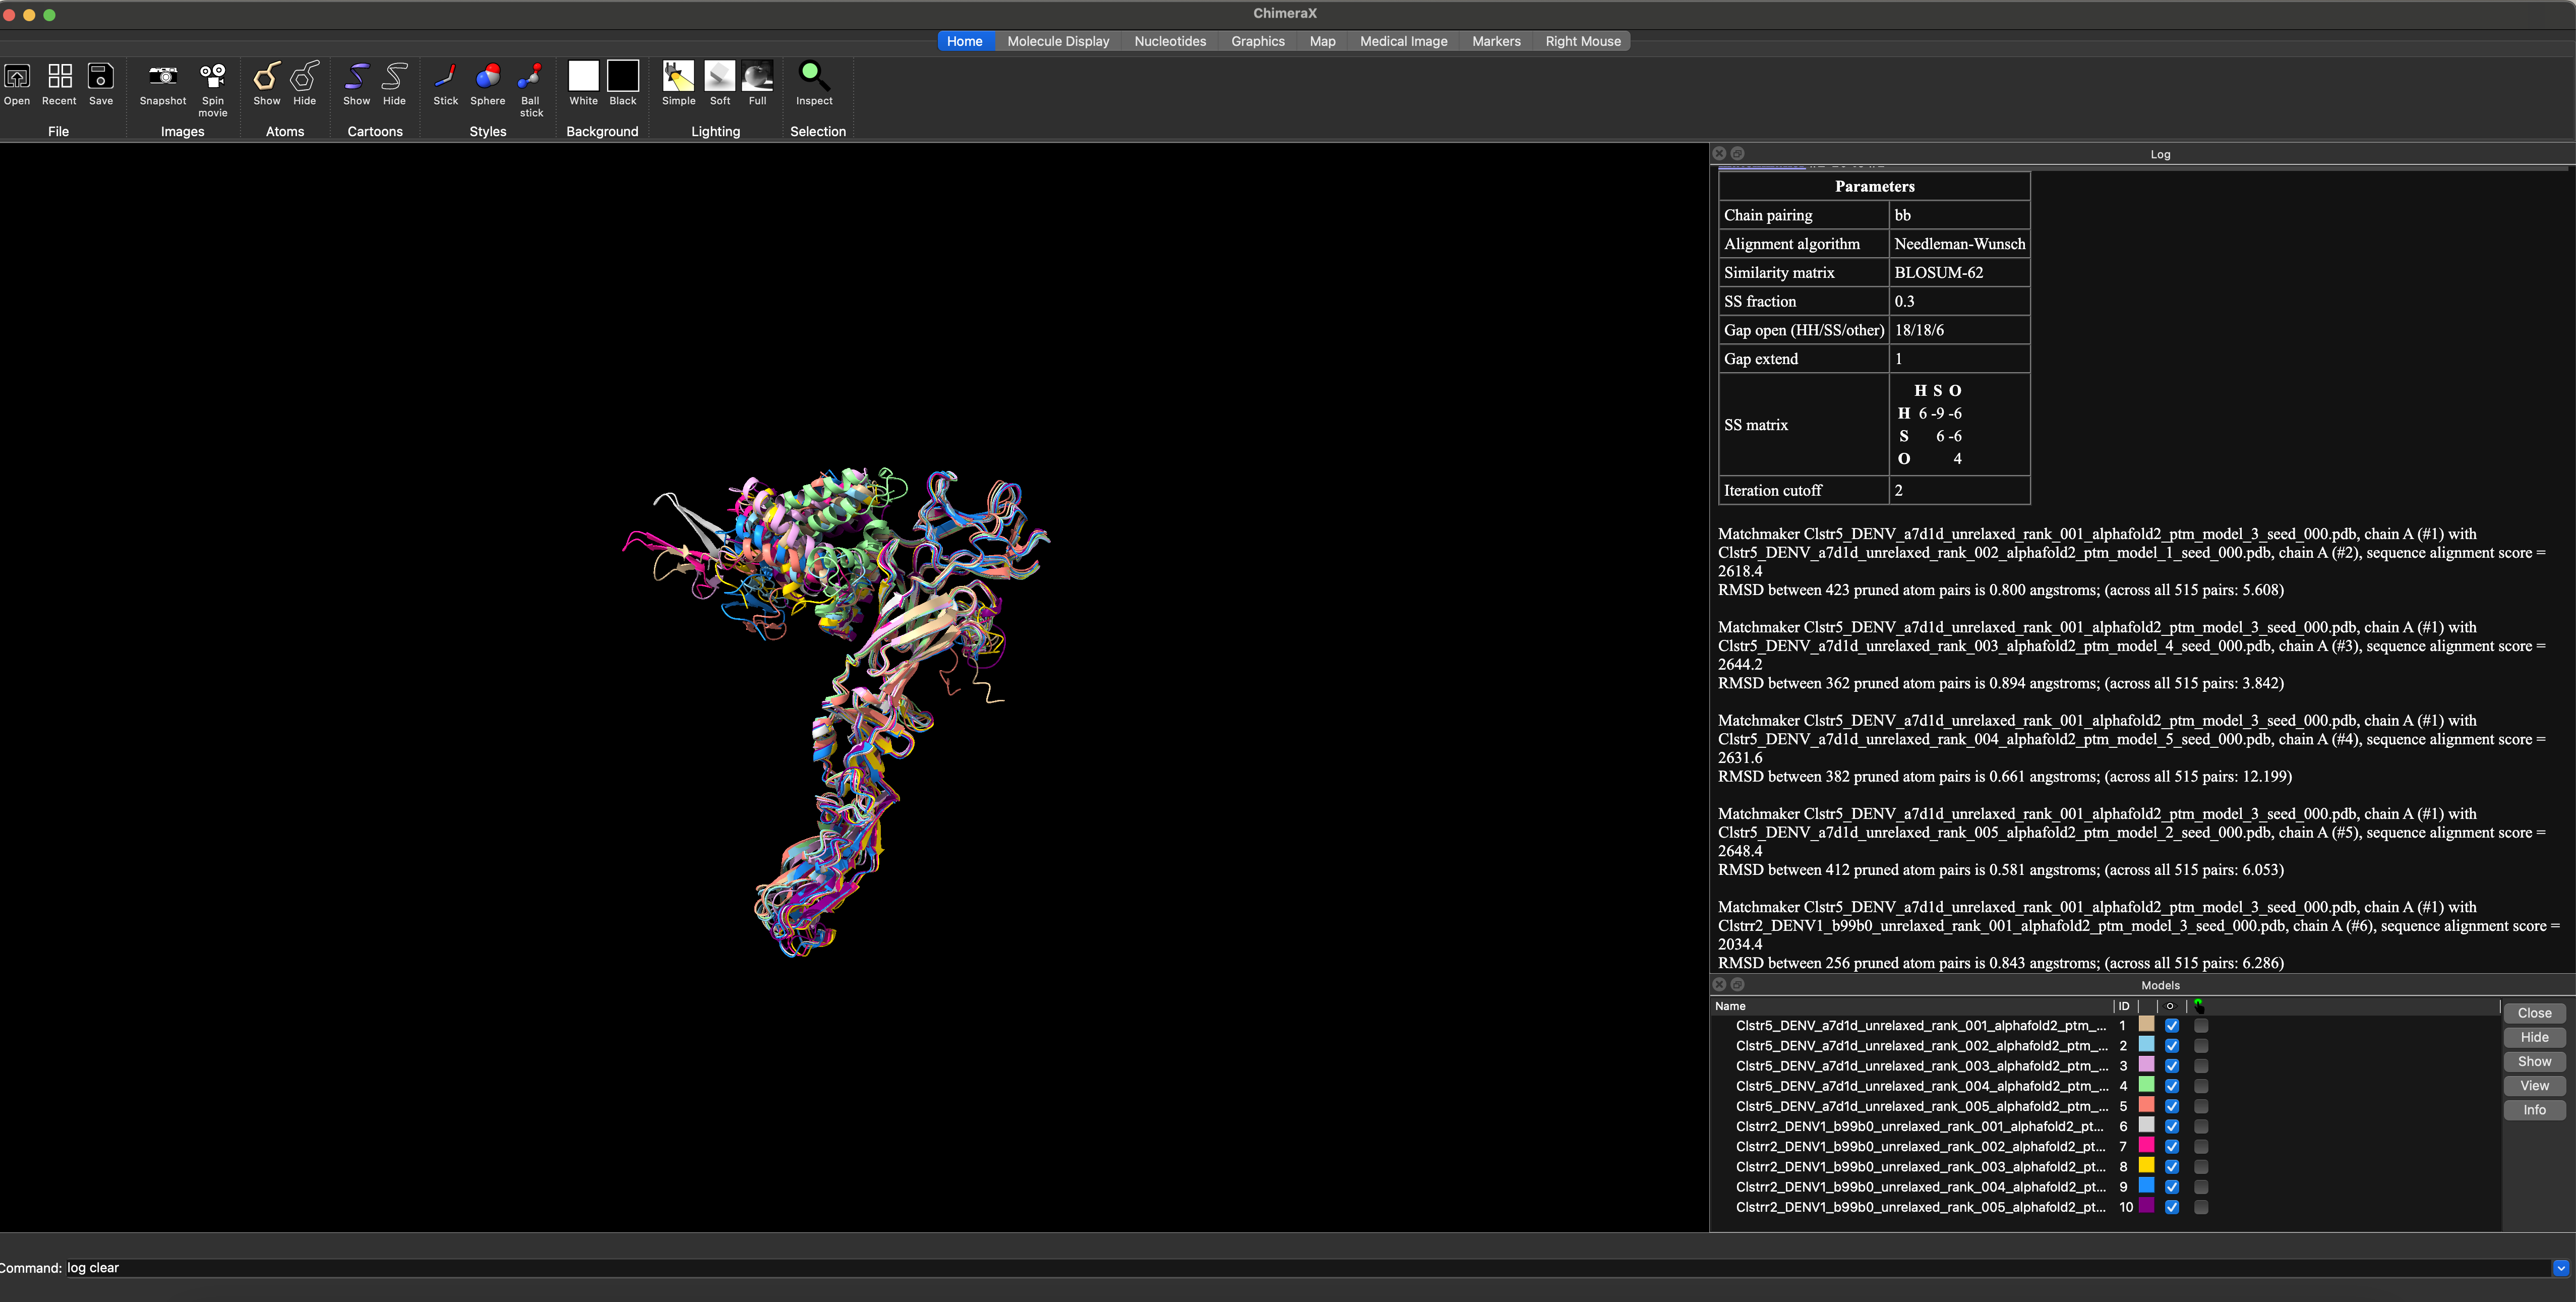 ChimeraX
Home Molecule Display Nucleotides Graphics Map Medical Image Markers Right Mouse
Open Recent Save Snapshot Spin movie Show Hide Show Hide Stick Sphere Ball stick White Black Simple Soft Full Inspect
File Images Atoms Cartoons Styles Background Lighting Selection
Log
Parameters
Chain pairing bb
Alignment algorithm Needleman-Wunsch
Similarity matrix BLOSUM-62
SS fraction 0.3
Gap open (HH/SS/other) 18/18/6
Gap extend 1
SS matrix
H S O
H 6 -9 -6
S 6 -6
O 4
Iteration cutoff 2
Matchmaker Clstr5_DENV_a7d1d_unrelaxed_rank_001_alphafold2_ptm_model_3_seed_000.pdb, chain A (#1) with
Clstr5_DENV_a7d1d_unrelaxed_rank_002_alphafold2_ptm_model_1_seed_000.pdb, chain A (#2), sequence alignment score =
2618.4
RMSD between 423 pruned atom pairs is 0.800 angstroms; (across all 515 pairs: 5.608)
Matchmaker Clstr5_DENV_a7d1d_unrelaxed_rank_001_alphafold2_ptm_model_3_seed_000.pdb, chain A (#1) with
Clstr5_DENV_a7d1d_unrelaxed_rank_003_alphafold2_ptm_model_4_seed_000.pdb, chain A (#3), sequence alignment score =
2644.2
RMSD between 362 pruned atom pairs is 0.894 angstroms; (across all 515 pairs: 3.842)
Matchmaker Clstr5_DENV_a7d1d_unrelaxed_rank_001_alphafold2_ptm_model_3_seed_000.pdb, chain A (#1) with
Clstr5_DENV_a7d1d_unrelaxed_rank_004_alphafold2_ptm_model_5_seed_000.pdb, chain A (#4), sequence alignment score =
2631.6
RMSD between 382 pruned atom pairs is 0.661 angstroms; (across all 515 pairs: 12.199)
Matchmaker Clstr5_DENV_a7d1d_unrelaxed_rank_001_alphafold2_ptm_model_3_seed_000.pdb, chain A (#1) with
Clstr5_DENV_a7d1d_unrelaxed_rank_005_alphafold2_ptm_model_2_seed_000.pdb, chain A (#5), sequence alignment score =
2648.4
RMSD between 412 pruned atom pairs is 0.581 angstroms; (across all 515 pairs: 6.053)
Matchmaker Clstr5_DENV_a7d1d_unrelaxed_rank_001_alphafold2_ptm_model_3_seed_000.pdb, chain A (#1) with
Clstrr2_DENV1_b99b0_unrelaxed_rank_001_alphafold2_ptm_model_3_seed_000.pdb, chain A (#6), sequence alignment score =
2034.4
RMSD between 256 pruned atom pairs is 0.843 angstroms; (across all 515 pairs: 6.286)
Models
Name ID
Clstr5_DENV_a7d1d_unrelaxed_rank_001_alphafold2_ptm_... 1
Clstr5_DENV_a7d1d_unrelaxed_rank_002_alphafold2_ptm_... 2
Clstr5_DENV_a7d1d_unrelaxed_rank_003_alphafold2_ptm_... 3
Clstr5_DENV_a7d1d_unrelaxed_rank_004_alphafold2_ptm_... 4
Clstr5_DENV_a7d1d_unrelaxed_rank_005_alphafold2_ptm_... 5
Clstrr2_DENV1_b99b0_unrelaxed_rank_001_alphafold2_pt... 6
Clstrr2_DENV1_b99b0_unrelaxed_rank_002_alphafold2_pt... 7
Clstrr2_DENV1_b99b0_unrelaxed_rank_003_alphafold2_pt... 8
Clstrr2_DENV1_b99b0_unrelaxed_rank_004_alphafold2_pt... 9
Clstrr2_DENV1_b99b0_unrelaxed_rank_005_alphafold2_pt... 10
Close
Hide
Show
View
Info
Command: log clear